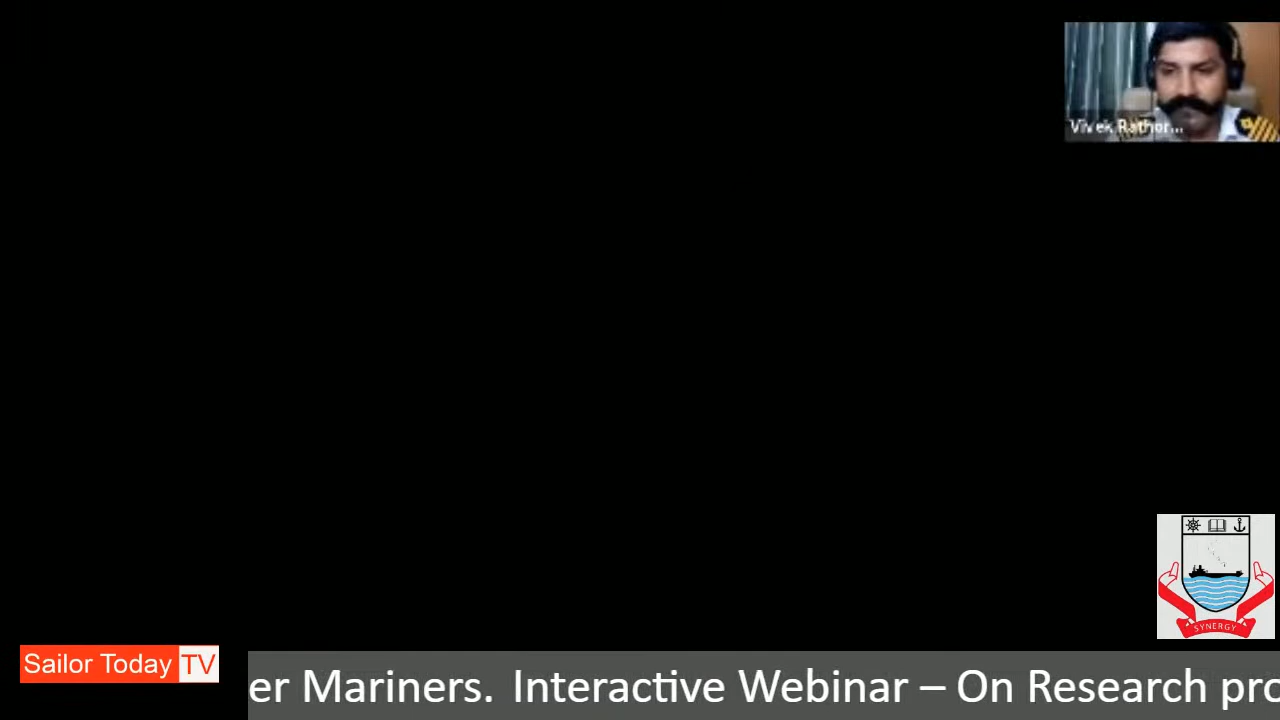 Vivek Rathor...
SYNERGY
Sailor Today TV
er Mariners. Interactive Webinar – On Research pro